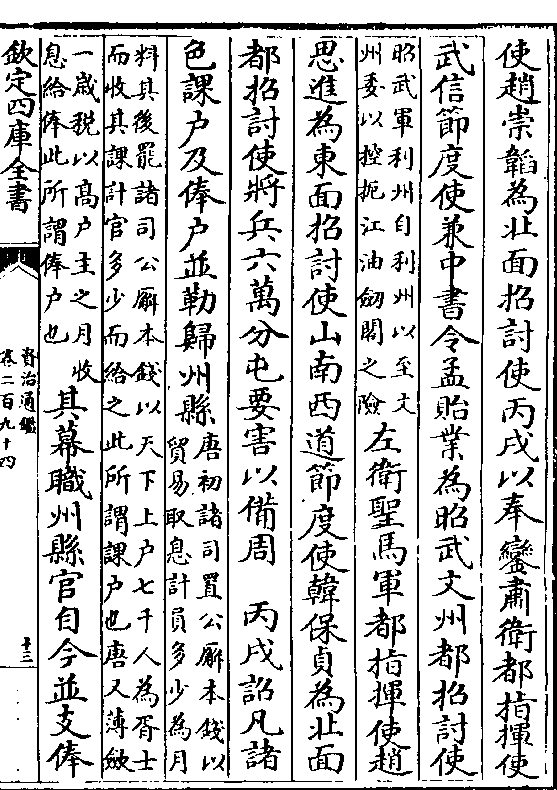 使趙崇韜為北面招討使丙戌以奉鑾肅衛都指揮使
武信節度使兼中書令孟貽業為昭武文州都招討使
昭武軍利州自利州以至文
州委以控扼江油劒閣之險
左衛聖馬軍都指揮使趙
思進為東面招討使山南西道節度使韓保貞為北面
都招討使將兵六萬分屯要害以備周 丙戌詔凡諸
色課户及俸户並勒歸州縣
唐初諸司置公廨本錢以
貿易取息計員多少為月
料其後罷諸司公廨本錢以天下上户七千人為胥士
而收其課計官多少而給之此所謂課户也唐又薄斂
一歲税以高户主之月收
息給俸此所謂俸户也
其幕職州縣官自今並支俸
欽定四庫全書
資治通鑑
卷二百九十四
十三